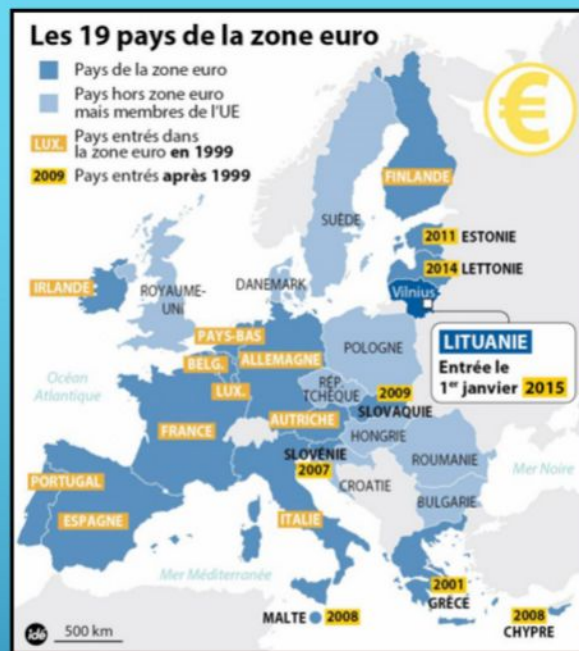 Les 19 pays de la zone euro
Pays de la zone euro
Pays hors zone euro
mais membres de l'UE
LUX. Pays entrés dans
la zone euro en 1999
2009 Pays entrés après 1999
€
FINLANDE
SUÈDE
2011 ESTONIE
2014 LETTONIE
Vilnius
IRLANDE
ROYAUME-
UNI
DANEMARK
LITUANIE
Entrée le
1er janvier 2015
PAYS-BAS
BELG.
ALLEMAGNE
POLOGNE
Océan
Atlantique
LUX.
RÉP.
TCHÈQUE
2009
SLOVAQUIE
FRANCE
AUTRICHE
HONGRIE
SLOVÉNIE
2007
ROUMANIE
CROATIE
Mer Noire
BULGARIE
PORTUGAL
ESPAGNE
ITALIE
Mer Méditerranée
2001
GRÈCE
MALTE 2008
2008
CHYPRE
idé
500 km